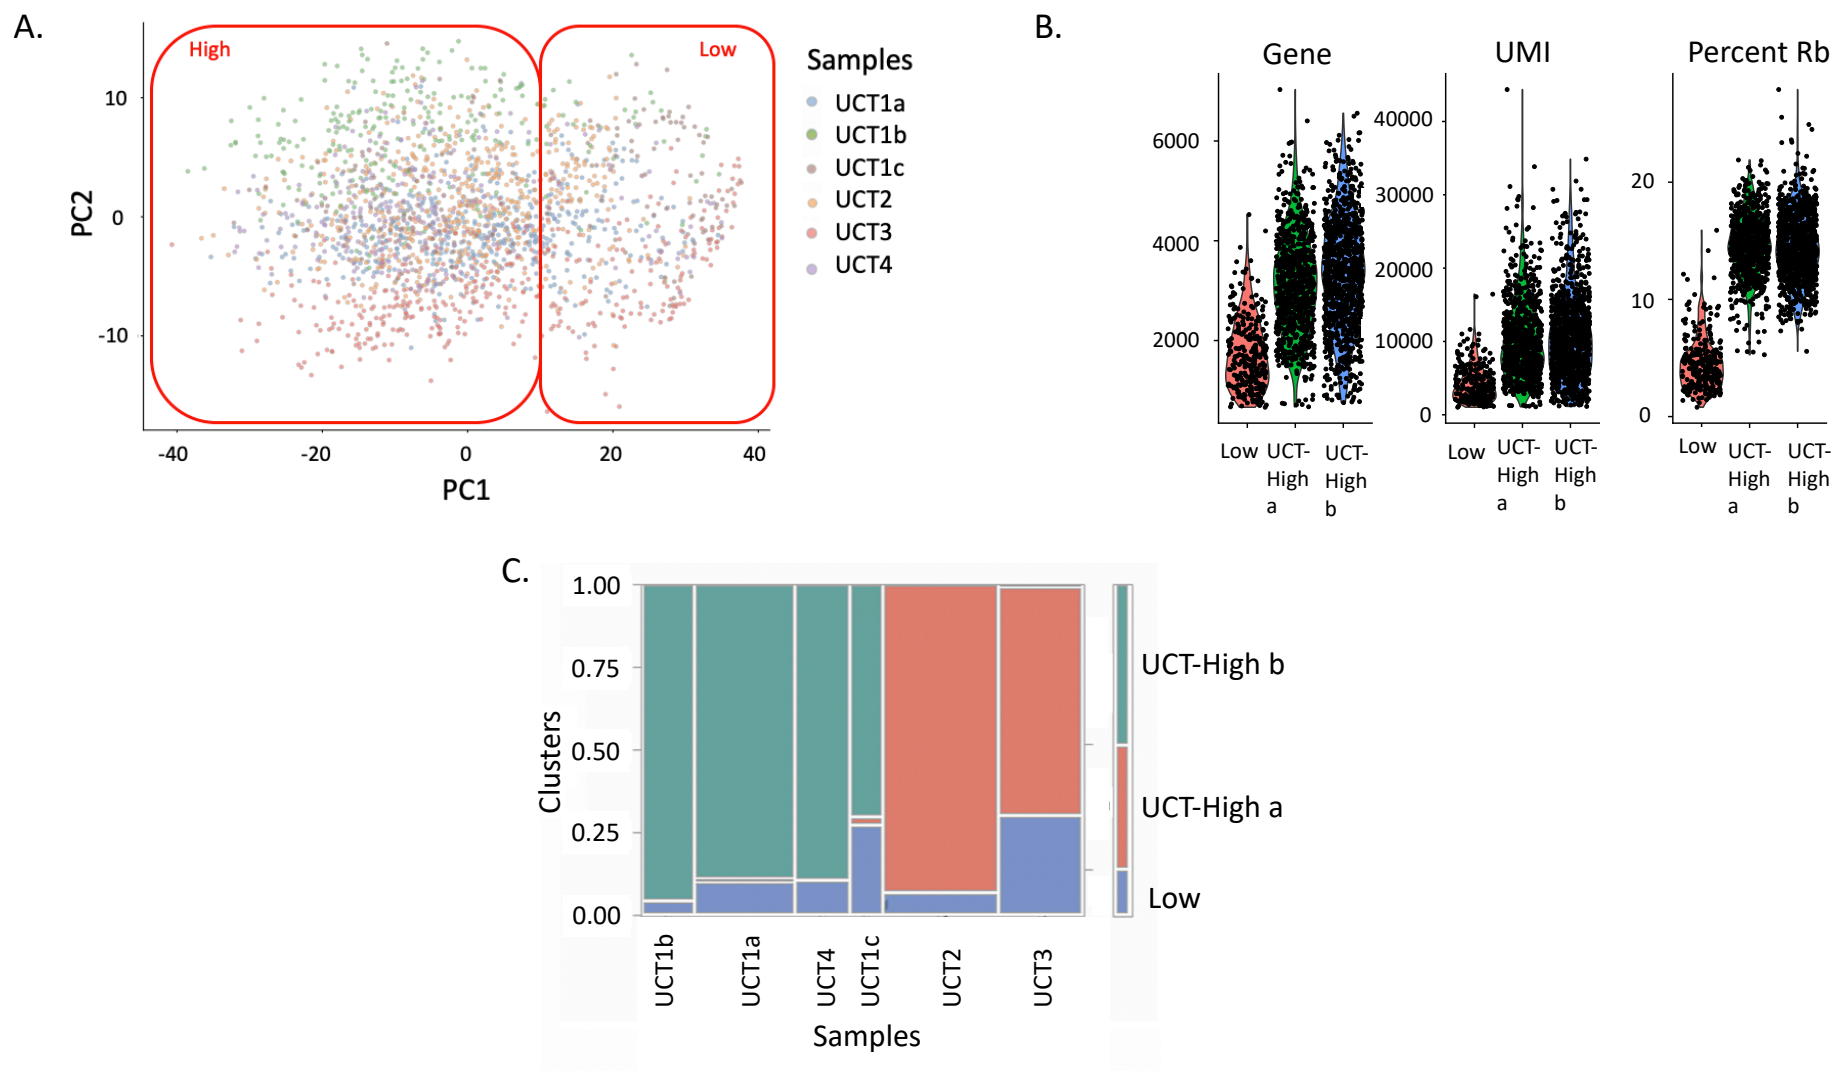 A.
High
Low
10
0
-10
PC2
-40
-20
0
20
40
PC1
Samples
UCT1a
UCT1b
UCT1c
UCT2
UCT3
UCT4
B.
Gene
6000
4000
2000
Low
UCT-
High
a
UCT-
High
b
UMI
40000
30000
20000
10000
0
Low
UCT-
High
a
UCT-
High
b
Percent Rb
20
10
0
Low
UCT-
High
a
UCT-
High
b
C.
1.00
0.75
0.50
0.25
0.00
Clusters
UCT1b
UCT1a
UCT4
UCT1c
UCT2
UCT3
Samples
UCT-High b
UCT-High a
Low